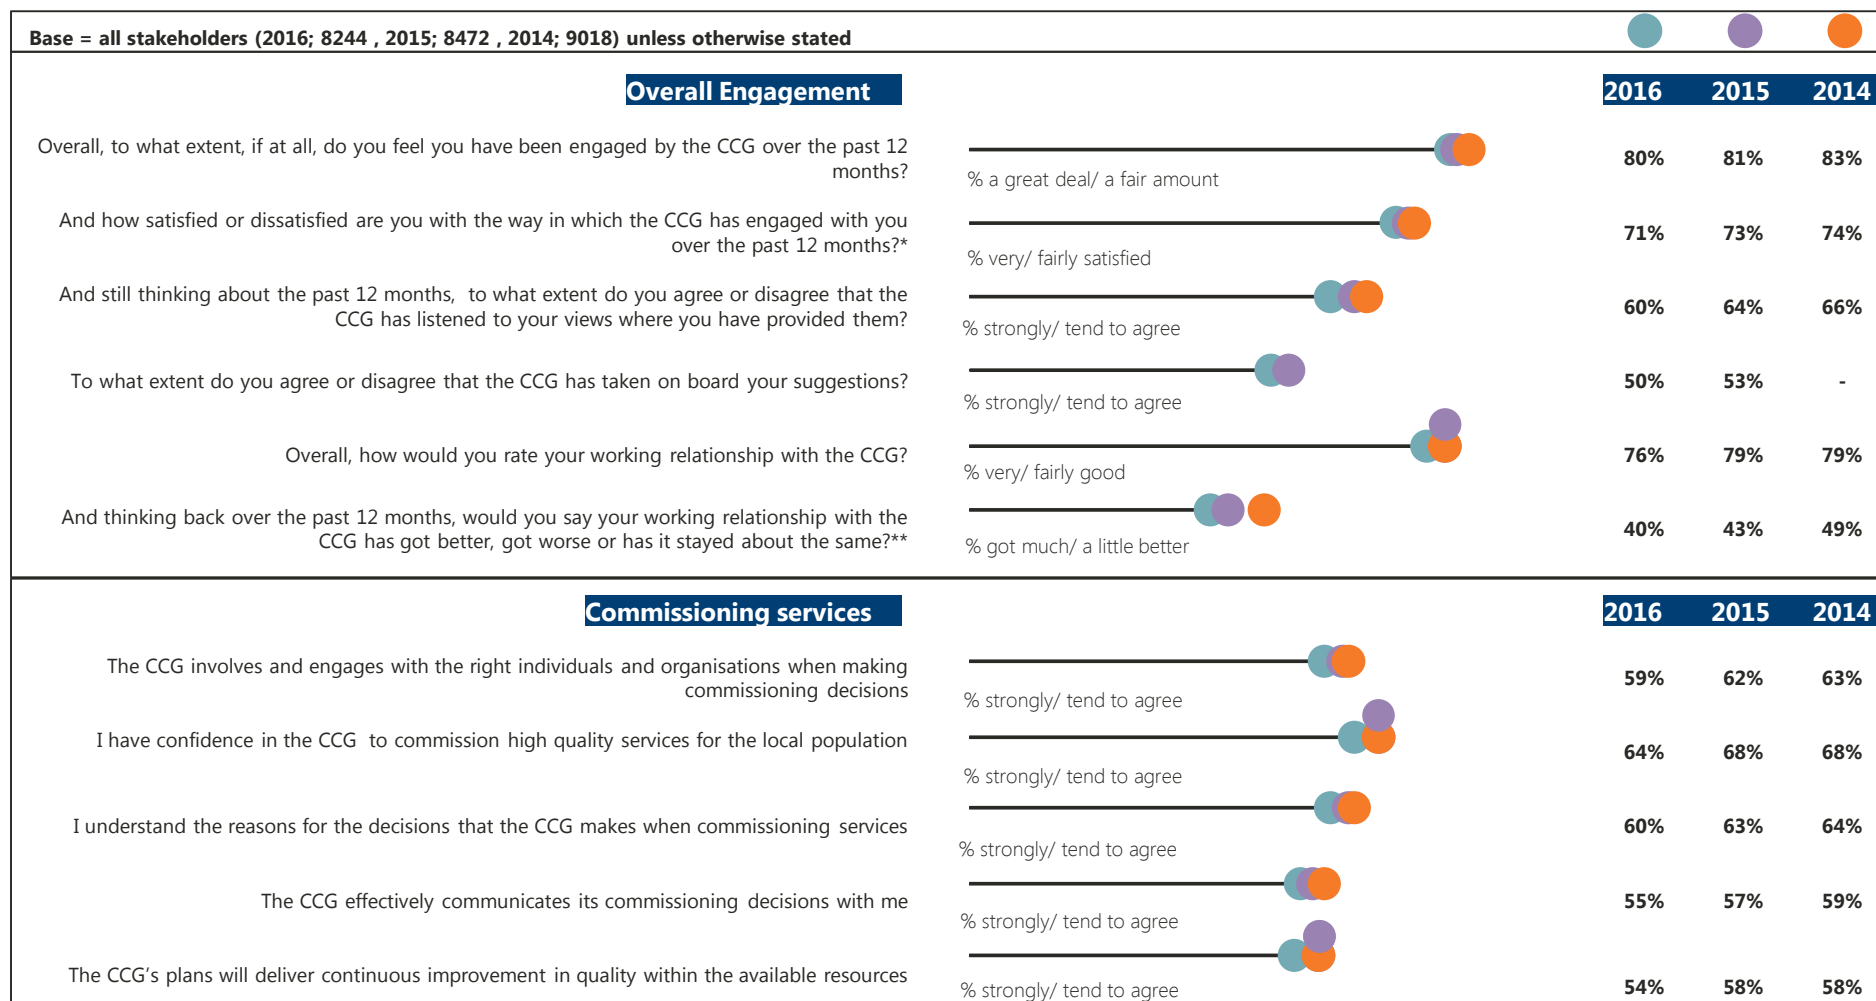 Base = all stakeholders (2016; 8244 , 2015; 8472 , 2014; 9018) unless otherwise stated
Overall Engagement
2016 2015 2014
Overall, to what extent, if at all, do you feel you have been engaged by the CCG over the past 12
months?
% a great deal/ a fair amount
80% 81% 83%
And how satisfied or dissatisfied are you with the way in which the CCG has engaged with you
over the past 12 months?*
% very/ fairly satisfied
71% 73% 74%
And still thinking about the past 12 months, to what extent do you agree or disagree that the
CCG has listened to your views where you have provided them?
% strongly/ tend to agree
60% 64% 66%
To what extent do you agree or disagree that the CCG has taken on board your suggestions?
% strongly/ tend to agree
50% 53% -
Overall, how would you rate your working relationship with the CCG?
% very/ fairly good
76% 79% 79%
And thinking back over the past 12 months, would you say your working relationship with the
CCG has got better, got worse or has it stayed about the same?**
% got much/ a little better
40% 43% 49%
Commissioning services
2016 2015 2014
The CCG involves and engages with the right individuals and organisations when making
commissioning decisions
% strongly/ tend to agree
59% 62% 63%
I have confidence in the CCG to commission high quality services for the local population
% strongly/ tend to agree
64% 68% 68%
I understand the reasons for the decisions that the CCG makes when commissioning services
% strongly/ tend to agree
60% 63% 64%
The CCG effectively communicates its commissioning decisions with me
% strongly/ tend to agree
55% 57% 59%
The CCG’s plans will deliver continuous improvement in quality within the available resources
% strongly/ tend to agree
54% 58% 58%